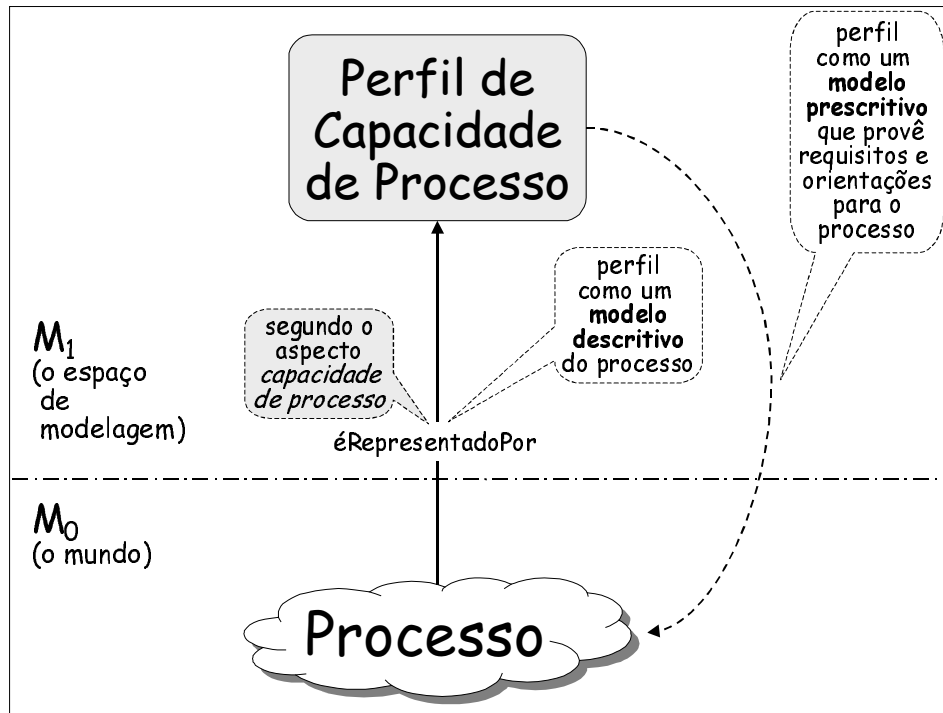 Perfil de
Capacidade
de Processo
perfil
como um
modelo
prescritivo
que provê
requisitos e
orientações
para o
processo
perfil
como um
modelo
descritivo
do processo
segundo o
aspecto
capacidade
de processo
M1
(o espaço
de
modelagem)
éRepresentadoPor
M0
(o mundo)
Processo